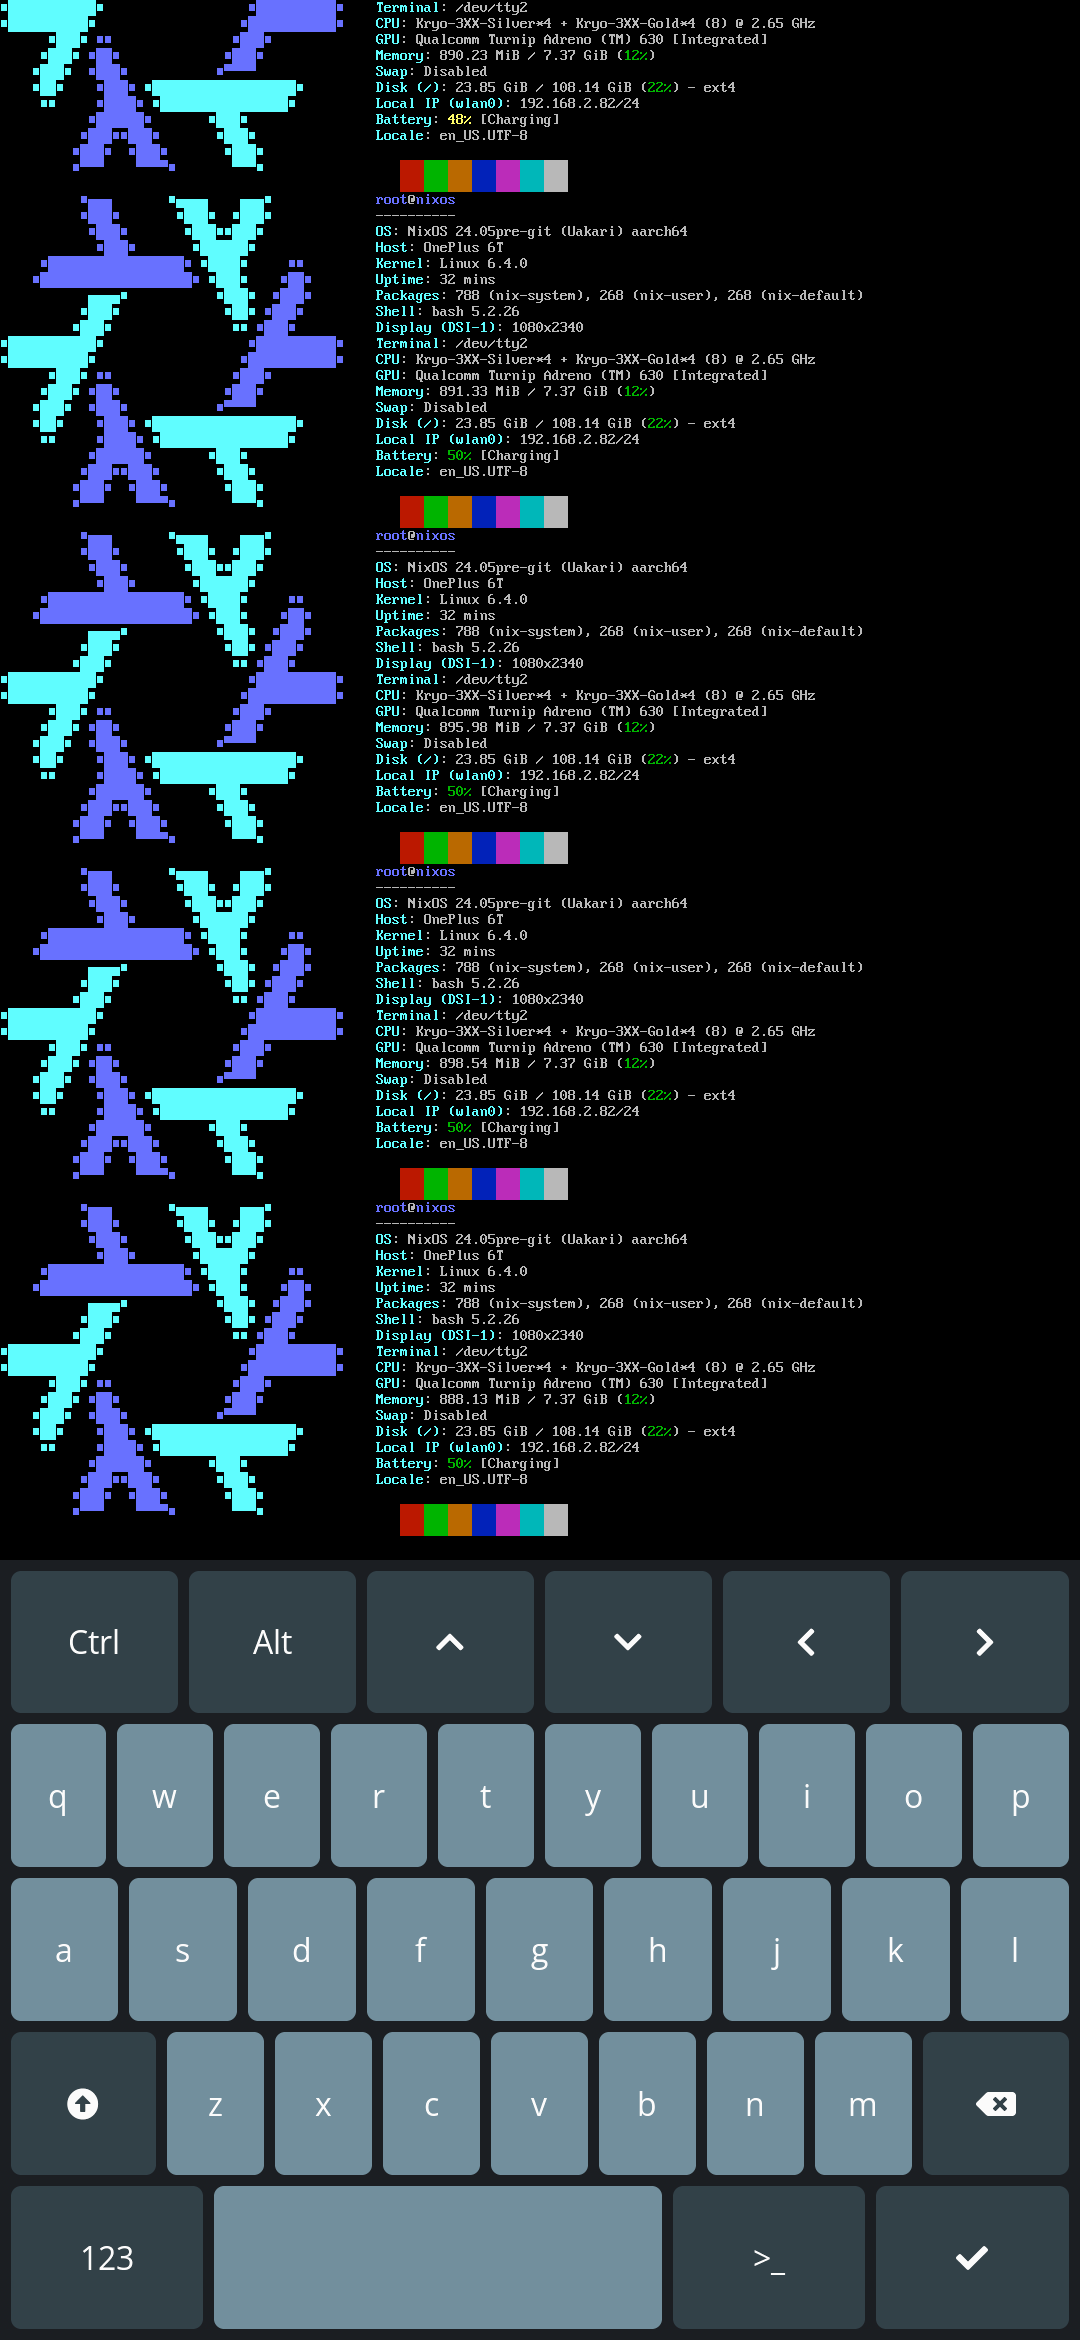 Terminal: /dev/tty2
CPU: Kryo-3XX-Silver*4 + Kryo-3XX-Gold*4 (8) @ 2.65 GHz
GPU: Qualcomm Turnip Adreno (TM) 630 [Integrated]
Memory: 890.23 MiB / 7.37 GiB (12%)
Swap: Disabled
Disk (/): 23.85 GiB / 108.14 GiB (22%) - ext4
Local IP (wlan0): 192.168.2.82/24
Battery: 48% [Charging]
Locale: en_US.UTF-8
root@nixos
----------
OS: NixOS 24.05pre-git (Uakari) aarch64
Host: OnePlus 6T
Kernel: Linux 6.4.0
Uptime: 32 mins
Packages: 788 (nix-system), 268 (nix-user), 268 (nix-default)
Shell: bash 5.2.26
Display (DSI-1): 1080x2340
Terminal: /dev/tty2
CPU: Kryo-3XX-Silver*4 + Kryo-3XX-Gold*4 (8) @ 2.65 GHz
GPU: Qualcomm Turnip Adreno (TM) 630 [Integrated]
Memory: 891.33 MiB / 7.37 GiB (12%)
Swap: Disabled
Disk (/): 23.85 GiB / 108.14 GiB (22%) - ext4
Local IP (wlan0): 192.168.2.82/24
Battery: 50% [Charging]
Locale: en_US.UTF-8
root@nixos
----------
OS: NixOS 24.05pre-git (Uakari) aarch64
Host: OnePlus 6T
Kernel: Linux 6.4.0
Uptime: 32 mins
Packages: 788 (nix-system), 268 (nix-user), 268 (nix-default)
Shell: bash 5.2.26
Display (DSI-1): 1080x2340
Terminal: /dev/tty2
CPU: Kryo-3XX-Silver*4 + Kryo-3XX-Gold*4 (8) @ 2.65 GHz
GPU: Qualcomm Turnip Adreno (TM) 630 [Integrated]
Memory: 895.98 MiB / 7.37 GiB (12%)
Swap: Disabled
Disk (/): 23.85 GiB / 108.14 GiB (22%) - ext4
Local IP (wlan0): 192.168.2.82/24
Battery: 50% [Charging]
Locale: en_US.UTF-8
root@nixos
----------
OS: NixOS 24.05pre-git (Uakari) aarch64
Host: OnePlus 6T
Kernel: Linux 6.4.0
Uptime: 32 mins
Packages: 788 (nix-system), 268 (nix-user), 268 (nix-default)
Shell: bash 5.2.26
Display (DSI-1): 1080x2340
Terminal: /dev/tty2
CPU: Kryo-3XX-Silver*4 + Kryo-3XX-Gold*4 (8) @ 2.65 GHz
GPU: Qualcomm Turnip Adreno (TM) 630 [Integrated]
Memory: 898.54 MiB / 7.37 GiB (12%)
Swap: Disabled
Disk (/): 23.85 GiB / 108.14 GiB (22%) - ext4
Local IP (wlan0): 192.168.2.82/24
Battery: 50% [Charging]
Locale: en_US.UTF-8
root@nixos
----------
OS: NixOS 24.05pre-git (Uakari) aarch64
Host: OnePlus 6T
Kernel: Linux 6.4.0
Uptime: 32 mins
Packages: 788 (nix-system), 268 (nix-user), 268 (nix-default)
Shell: bash 5.2.26
Display (DSI-1): 1080x2340
Terminal: /dev/tty2
CPU: Kryo-3XX-Silver*4 + Kryo-3XX-Gold*4 (8) @ 2.65 GHz
GPU: Qualcomm Turnip Adreno (TM) 630 [Integrated]
Memory: 888.13 MiB / 7.37 GiB (12%)
Swap: Disabled
Disk (/): 23.85 GiB / 108.14 GiB (22%) - ext4
Local IP (wlan0): 192.168.2.82/24
Battery: 50% [Charging]
Locale: en_US.UTF-8
Ctrl Alt
q w e r t y u i o p
a s d f g h j k l
z x c v b n m
123 >_